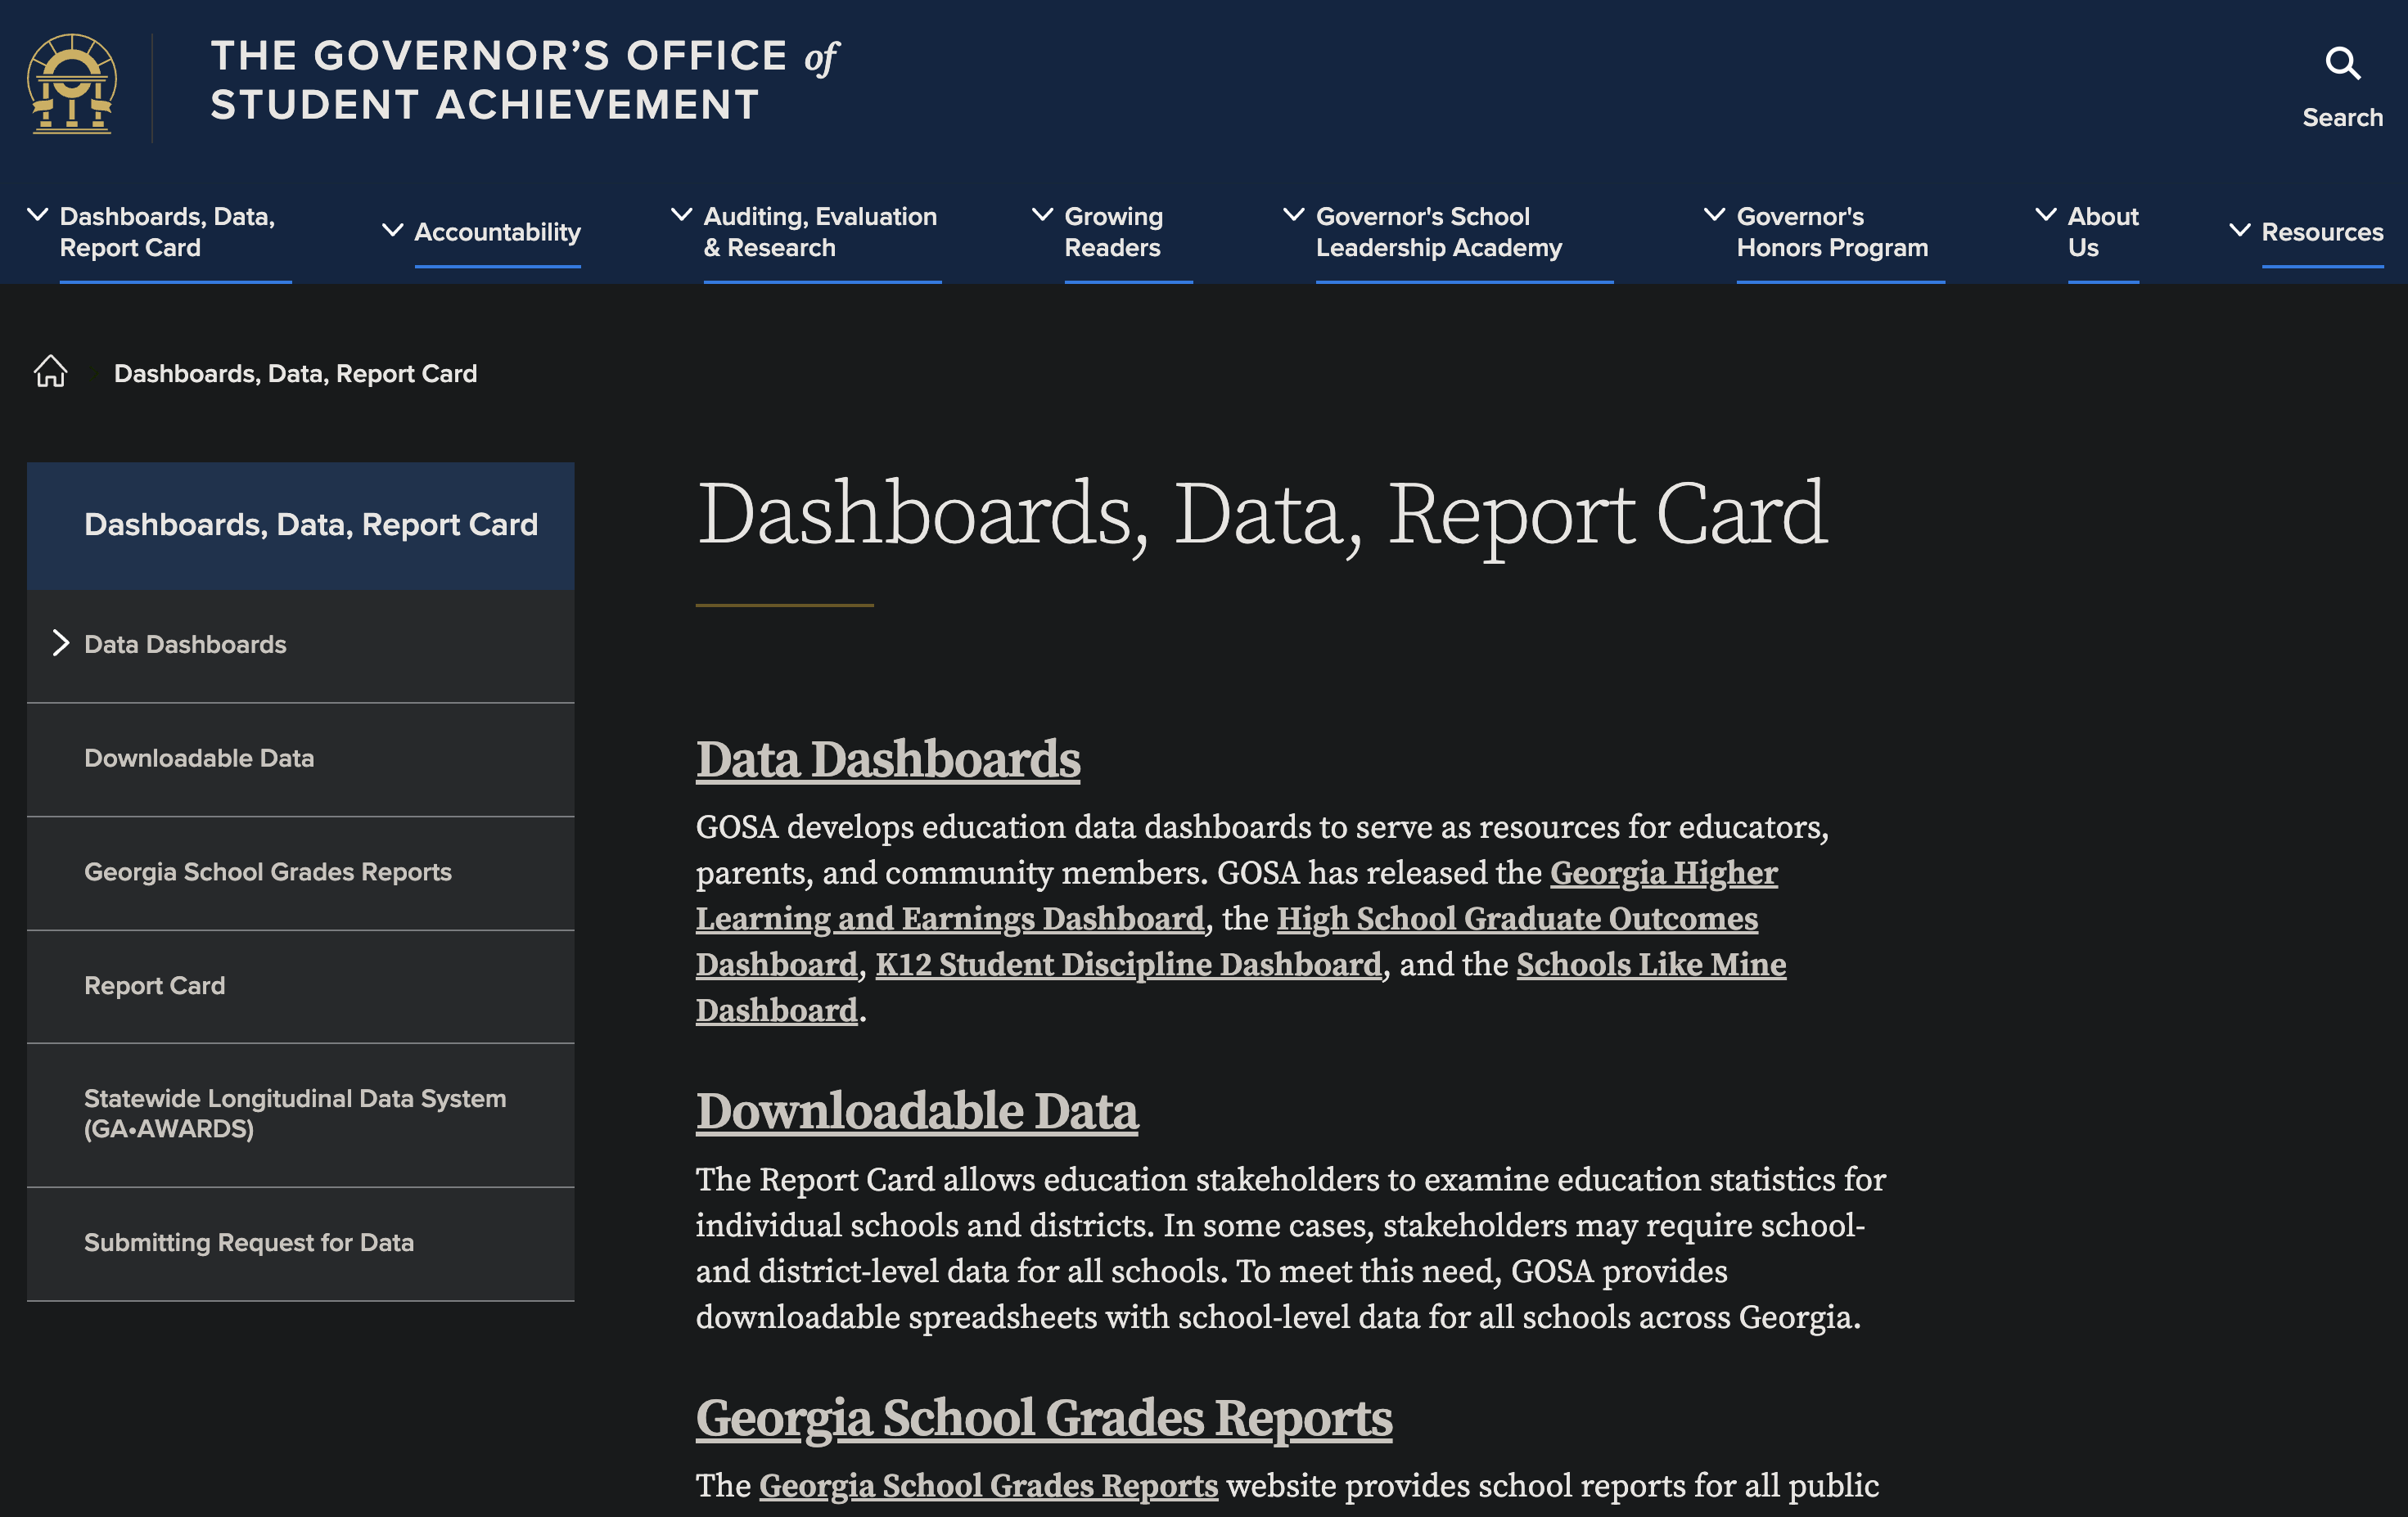 THE GOVERNOR'S OFFICE of
STUDENT ACHIEVEMENT
Search
Dashboards, Data,
Report Card
Accountability
Auditing, Evaluation
& Research
Growing
Readers
Governor's School
Leadership Academy
Governor's
Honors Program
About
Us
Resources
Dashboards, Data, Report Card
Dashboards, Data, Report Card
Data Dashboards
Downloadable Data
Georgia School Grades Reports
Report Card
Statewide Longitudinal Data System
(GA•AWARDS)
Submitting Request for Data
Dashboards, Data, Report Card
Data Dashboards
GOSA develops education data dashboards to serve as resources for educators,
parents, and community members. GOSA has released the Georgia Higher
Learning and Earnings Dashboard, the High School Graduate Outcomes
Dashboard, K12 Student Discipline Dashboard, and the Schools Like Mine
Dashboard.
Downloadable Data
The Report Card allows education stakeholders to examine education statistics for
individual schools and districts. In some cases, stakeholders may require school-
and district-level data for all schools. To meet this need, GOSA provides
downloadable spreadsheets with school-level data for all schools across Georgia.
Georgia School Grades Reports
The Georgia School Grades Reports website provides school reports for all public